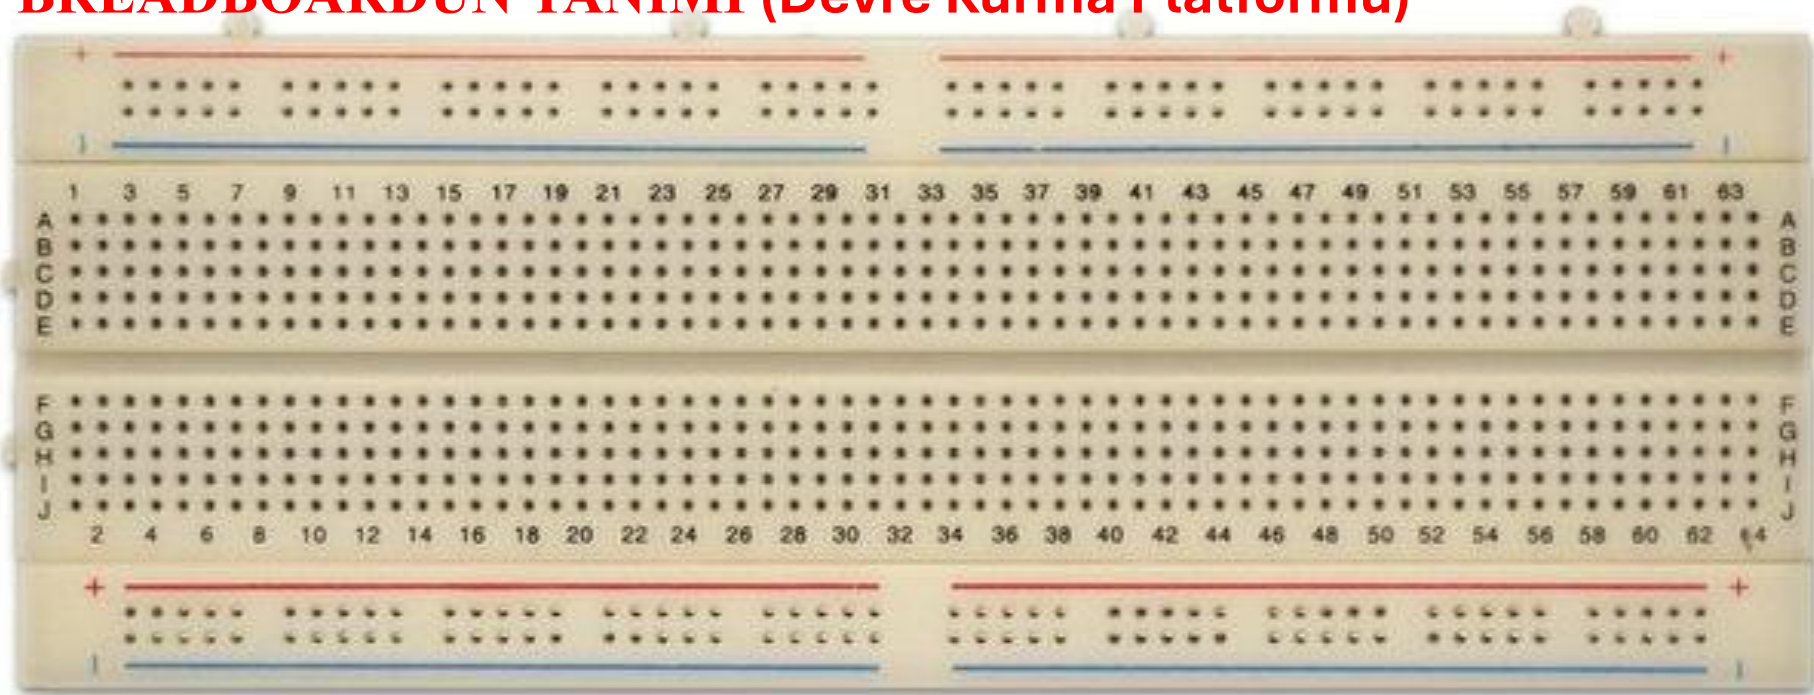 BREADBOARDUN TANIMI (Devre Kurma Platformu)
+ +
1 3 5 7 9 11 13 15 17 19 21 23 25 27 29 31 33 35 37 39 41 43 45 47 49 51 53 55 57 59 61 63
A A
B B
C C
D D
E E
F F
G G
H H
I I
J J
2 4 6 8 10 12 14 16 18 20 22 24 26 28 30 32 34 36 38 40 42 44 46 48 50 52 54 56 58 60 62 64
+ +